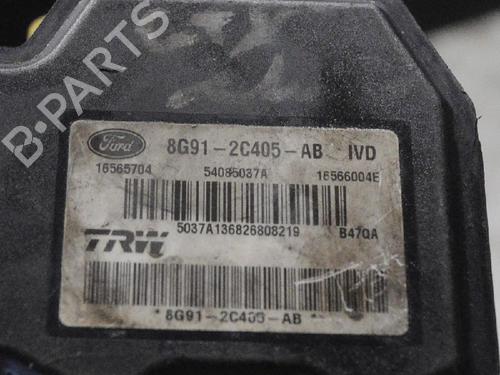 B-PARTS
Ford 8G91-2C405-AB IVD
16565704 54085037A 16566004E
5037A136826808219 B47QA
TRW
*8G91-2C405-AB*